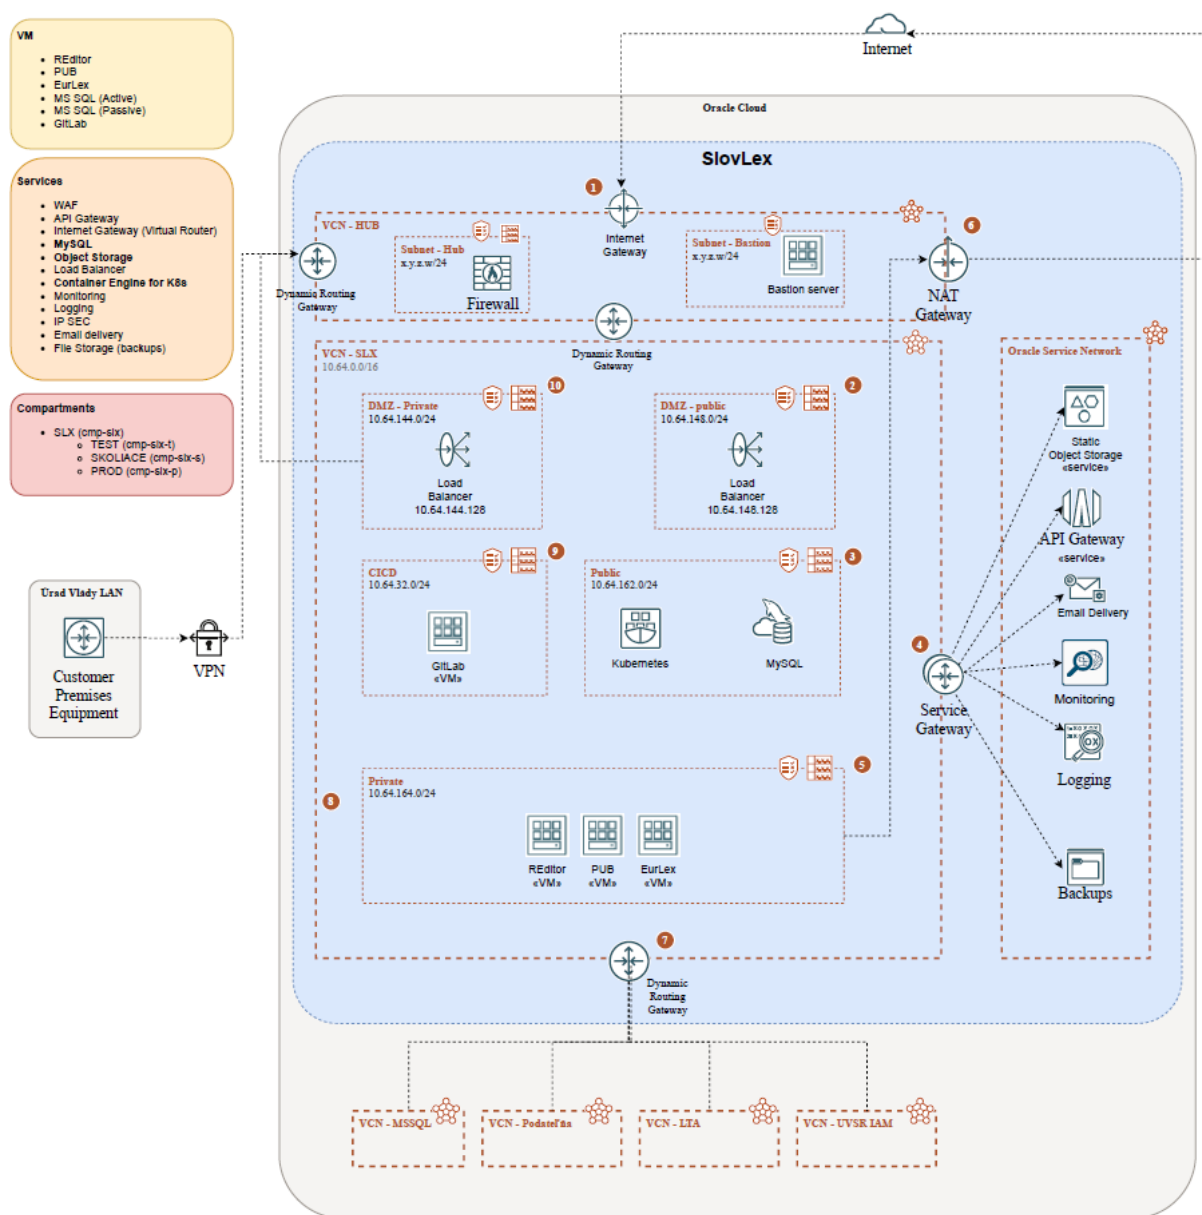 VM
REditor
PUB
EurLex
MS SQL (Active)
MS SQL (Passive)
GitLab
Services
WAF
API Gateway
Internet Gateway (Virtual Router)
MySQL
Object Storage
Load Balancer
Container Engine for K8s
Monitoring
Logging
IP SEC
Email delivery
File Storage (backups)
Compartments
SLX (cmp-slx)
TEST (cmp-slx-t)
SKOLIACE (cmp-slx-s)
PROD (cmp-slx-p)
Úrad Vlady LAN
Customer
Premises
Equipment
VPN
Internet
Oracle Cloud
SlovLex
1
Internet
Gateway
VCN - HUB
Subnet - Hub
x.y.z.w/24
Firewall
Subnet - Bastion
x.y.z.w/24
Bastion server
6
NAT
Gateway
Dynamic Routing
Gateway
Dynamic Routing
Gateway
VCN - SLX
10.64.0.0/16
10
DMZ - Private
10.64.144.0/24
Load
Balancer
10.64.144.128
2
DMZ - public
10.64.148.0/24
Load
Balancer
10.64.148.128
9
CICD
10.64.32.0/24
GitLab
«VM»
3
Public
10.64.162.0/24
Kubernetes
MySQL
4
Service
Gateway
5
Private
10.64.164.0/24
8
REditor
«VM»
PUB
«VM»
EurLex
«VM»
7
Dynamic
Routing
Gateway
Oracle Service Network
Static
Object Storage
«service»
API Gateway
«service»
Email Delivery
Monitoring
OX
Logging
Backups
VCN - MSSQL
VCN - Podateľňa
VCN - LTA
VCN - UVSR IAM